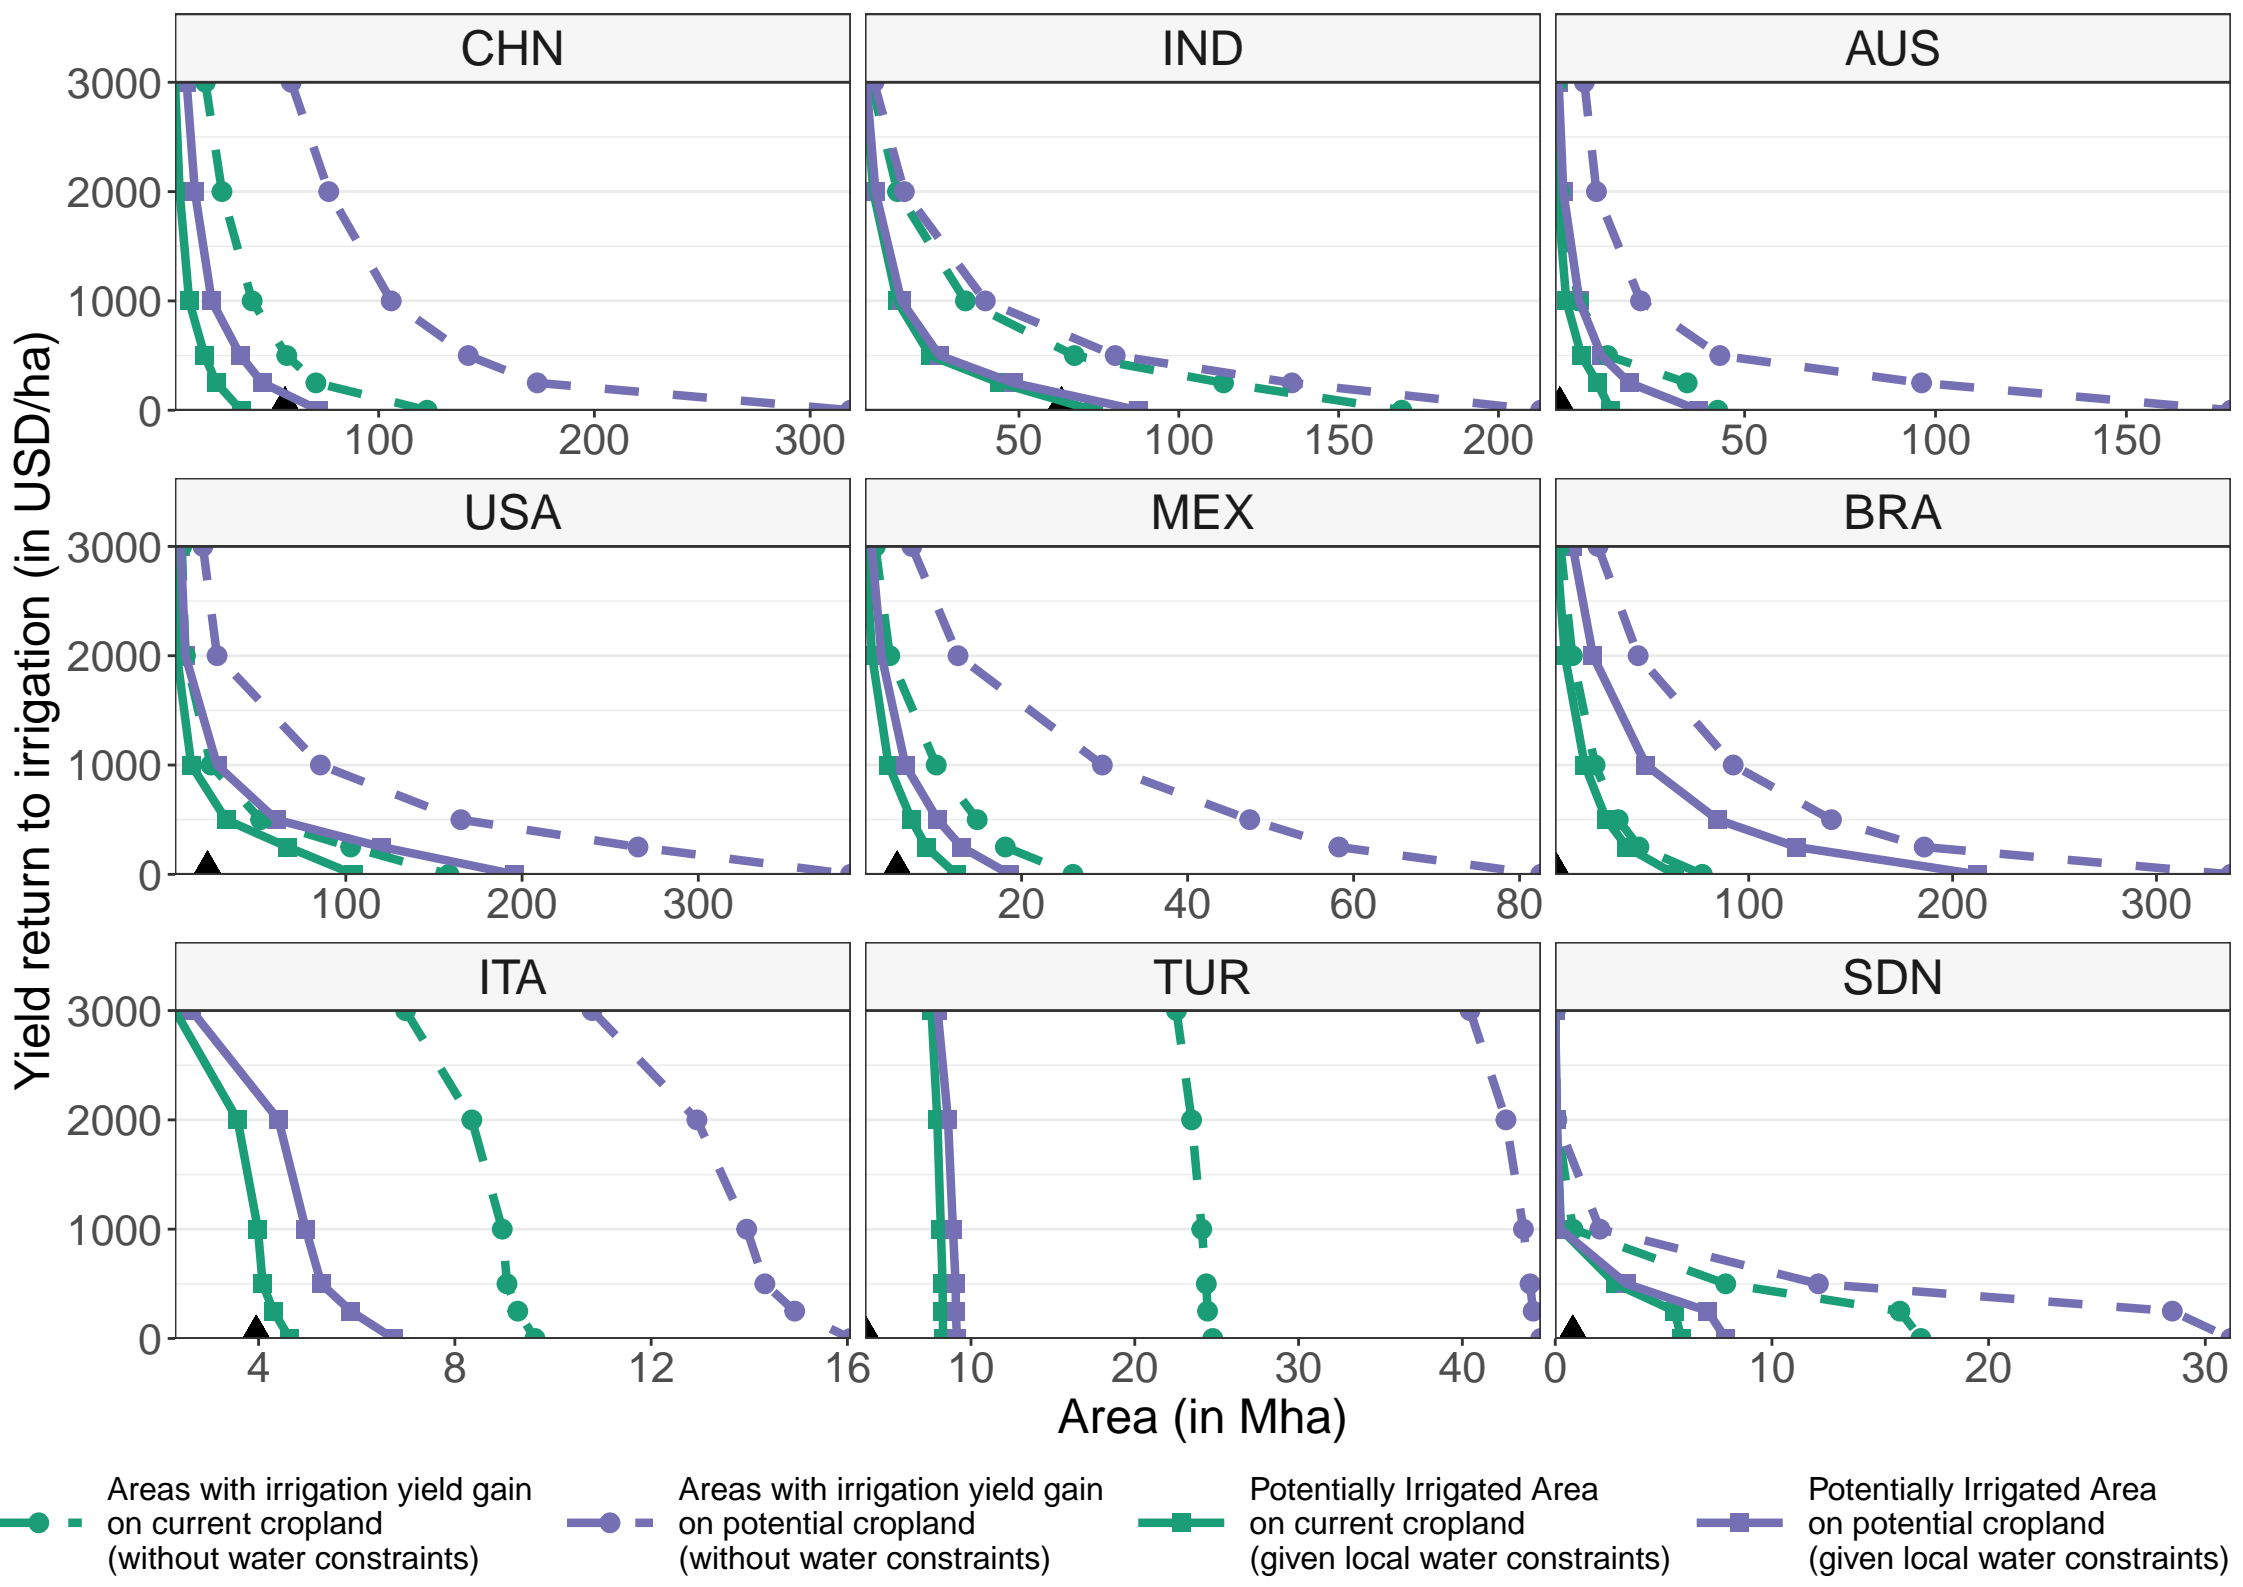 CHN IND AUS
3000
2000
1000
0
100 200 300 50 100 150 200 50 100 150
USA MEX BRA
3000
2000
1000
0
100 200 300 20 40 60 80 100 200 300
ITA TUR SDN
3000
2000
1000
0
4 8 12 16 10 20 30 40 0 10 20 30
Yield return to irrigation (in USD/ha)
Area (in Mha)
Areas with irrigation yield gain
on current cropland
(without water constraints)
Areas with irrigation yield gain
on potential cropland
(without water constraints)
Potentially Irrigated Area
on current cropland
(given local water constraints)
Potentially Irrigated Area
on potential cropland
(given local water constraints)